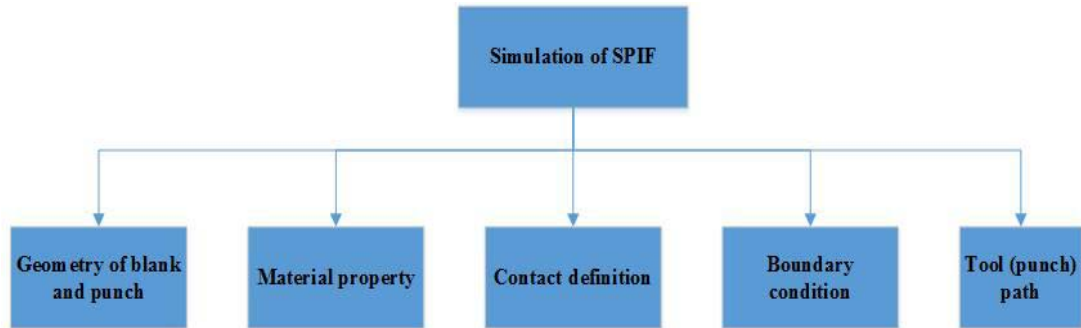 Simulation of SPIF
Geometry of blank
and punch
Material property
Contact definition
Boundary
condition
Tool (punch)
path